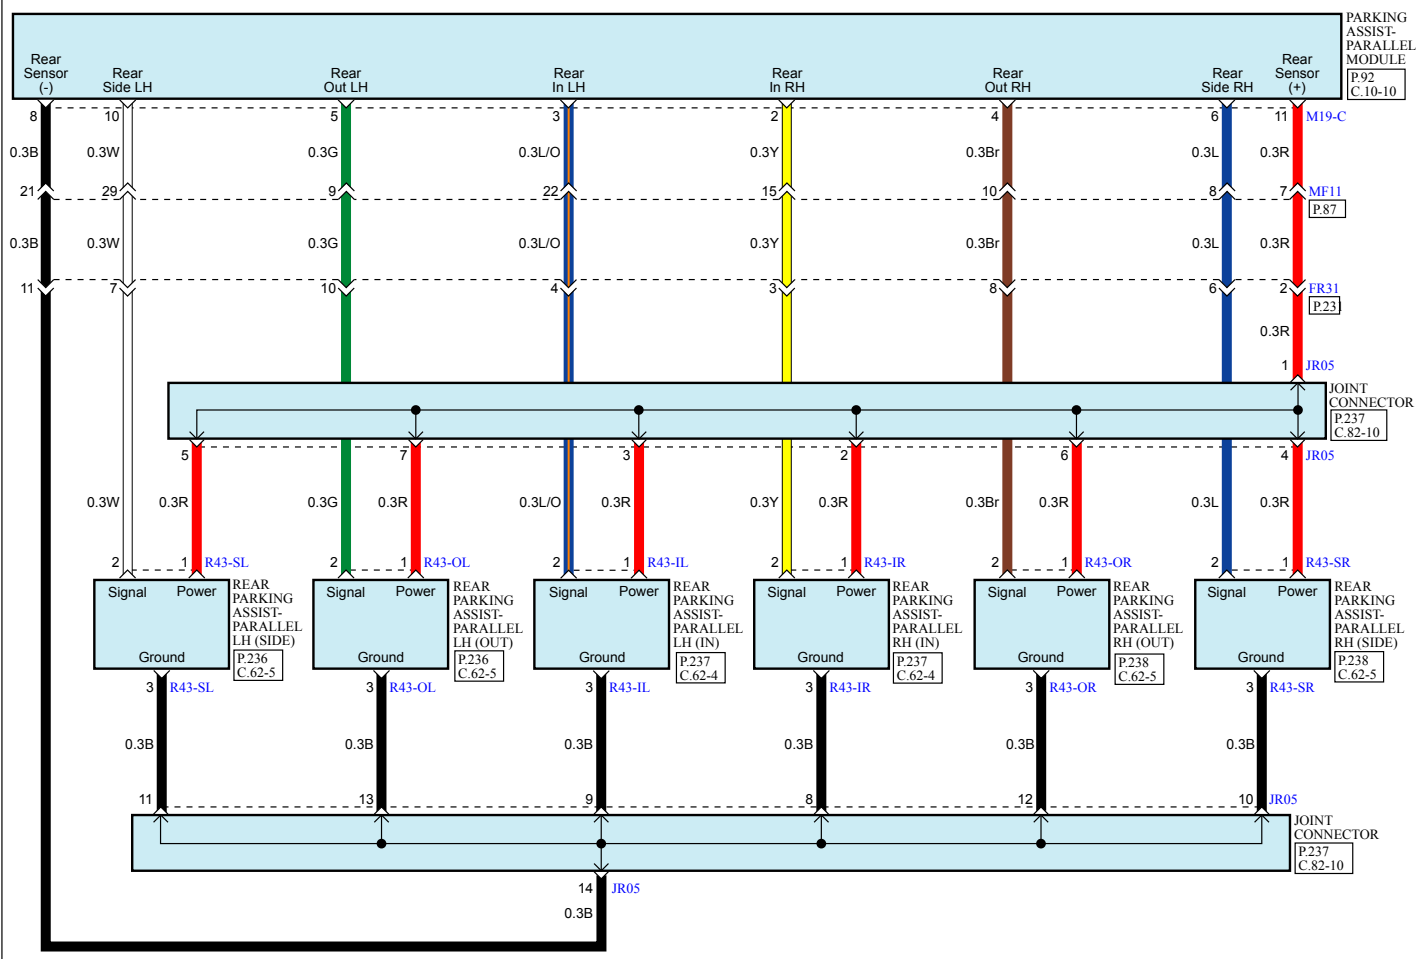 PARKING
ASSIST-
PARALLEL
MODULE
P.92
C.10-10
Rear
Sensor
(-)
Rear
Side LH
Rear
Out LH
Rear
In LH
Rear
In RH
Rear
Out RH
Rear
Side RH
Rear
Sensor
(+)
8 10 5 3 2 4 6 11 M19-C
0.3B 0.3W 0.3G 0.3L/O 0.3Y 0.3Br 0.3L 0.3R
21 29 9 22 15 10 8 7 MF11
P.87
0.3B 0.3W 0.3G 0.3L/O 0.3Y 0.3Br 0.3L 0.3R
11 7 10 4 3 8 6 2 FR31
P.231
0.3R
1 JR05
JOINT
CONNECTOR
P.237
C.82-10
5 7 3 2 6 4 JR05
0.3W 0.3R 0.3G 0.3R 0.3L/O 0.3R 0.3Y 0.3R 0.3Br 0.3R 0.3L 0.3R
2 1 R43-SL 2 1 R43-OL 2 1 R43-IL 2 1 R43-IR 2 1 R43-OR 2 1 R43-SR
Signal Power
Ground
REAR
PARKING
ASSIST-
PARALLEL
LH (SIDE)
P.236
C.62-5
Signal Power
Ground
REAR
PARKING
ASSIST-
PARALLEL
LH (OUT)
P.236
C.62-5
Signal Power
Ground
REAR
PARKING
ASSIST-
PARALLEL
LH (IN)
P.237
C.62-4
Signal Power
Ground
REAR
PARKING
ASSIST-
PARALLEL
RH (IN)
P.237
C.62-4
Signal Power
Ground
REAR
PARKING
ASSIST-
PARALLEL
RH (OUT)
P.238
C.62-5
Signal Power
Ground
REAR
PARKING
ASSIST-
PARALLEL
RH (SIDE)
P.238
C.62-5
3 R43-SL 3 R43-OL 3 R43-IL 3 R43-IR 3 R43-OR 3 R43-SR
0.3B 0.3B 0.3B 0.3B 0.3B 0.3B
11 13 9 8 12 10 JR05
JOINT
CONNECTOR
P.237
C.82-10
14 JR05
0.3B